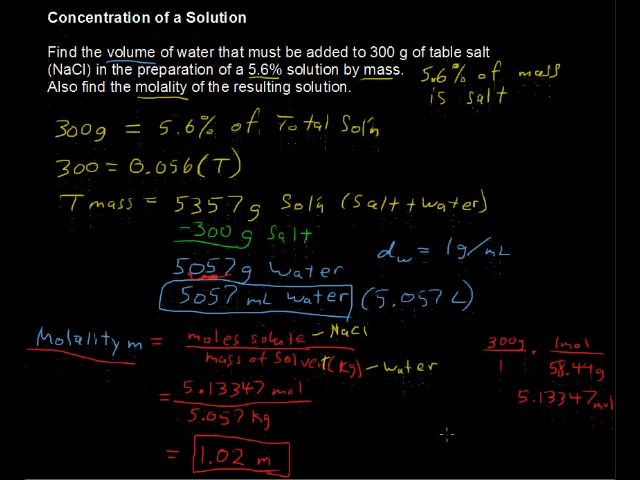 Concentration of a Solution
Find the volume of water that must be added to 300 g of table salt
(NaCl) in the preparation of a 5.6% solution by mass.
Also find the molality of the resulting solution.
5.6% of mass
is salt
300g = 5.6% of Total Sol'n
300 = 0.056(T)
T mass = 5357g Sol'n (Salt+water)
-300g Salt
5057g water
dw = 1g/mL
5057 mL water (5.057 L)
Molality m = moles solute - NaCl
mass of Solvent (Kg) - water
300g . 1mol
1 58.44g
5.13347 mol
= 5.13347 mol
5.057 kg
= 1.02 m